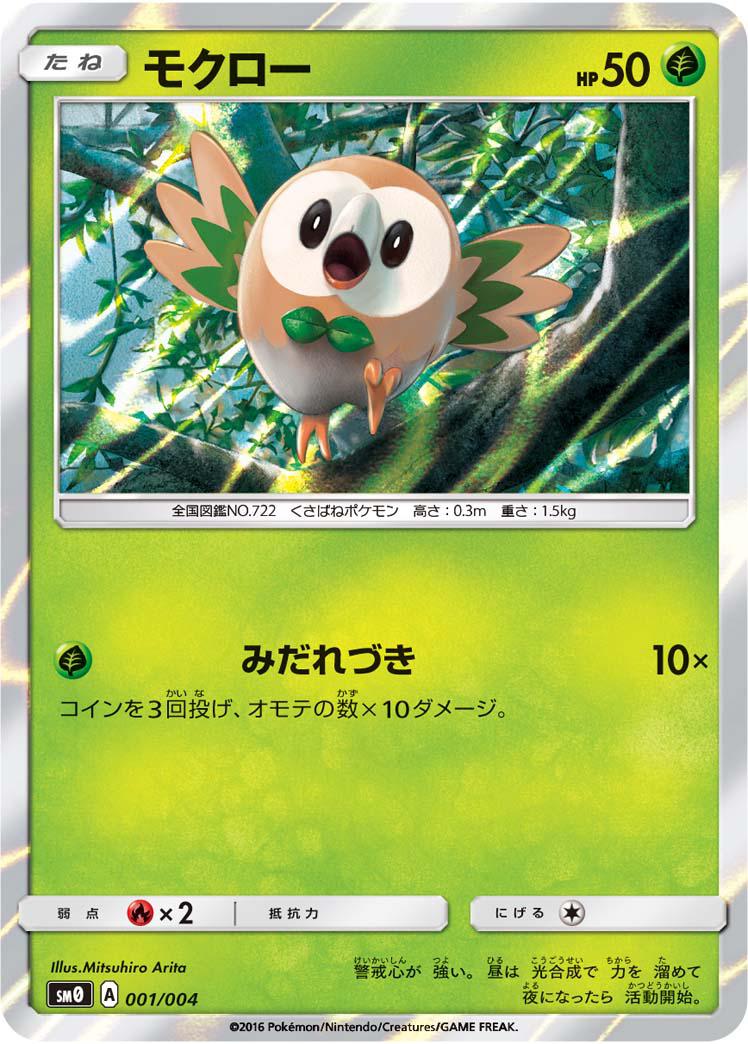 たね モクロー HP50
全国図鑑NO.722 くさばねポケモン 高さ：0.3m 重さ：1.5kg
みだれづき 10×
コインを3回投げ、オモテの数×10ダメージ。
弱点 ×2 抵抗力 にげる
Illus.Mitsuhiro Arita
警戒心が 強い。昼は 光合成で 力を 溜めて
夜になったら 活動開始。
SM0 A 001/004
©2016 Pokémon/Nintendo/Creatures/GAME FREAK.